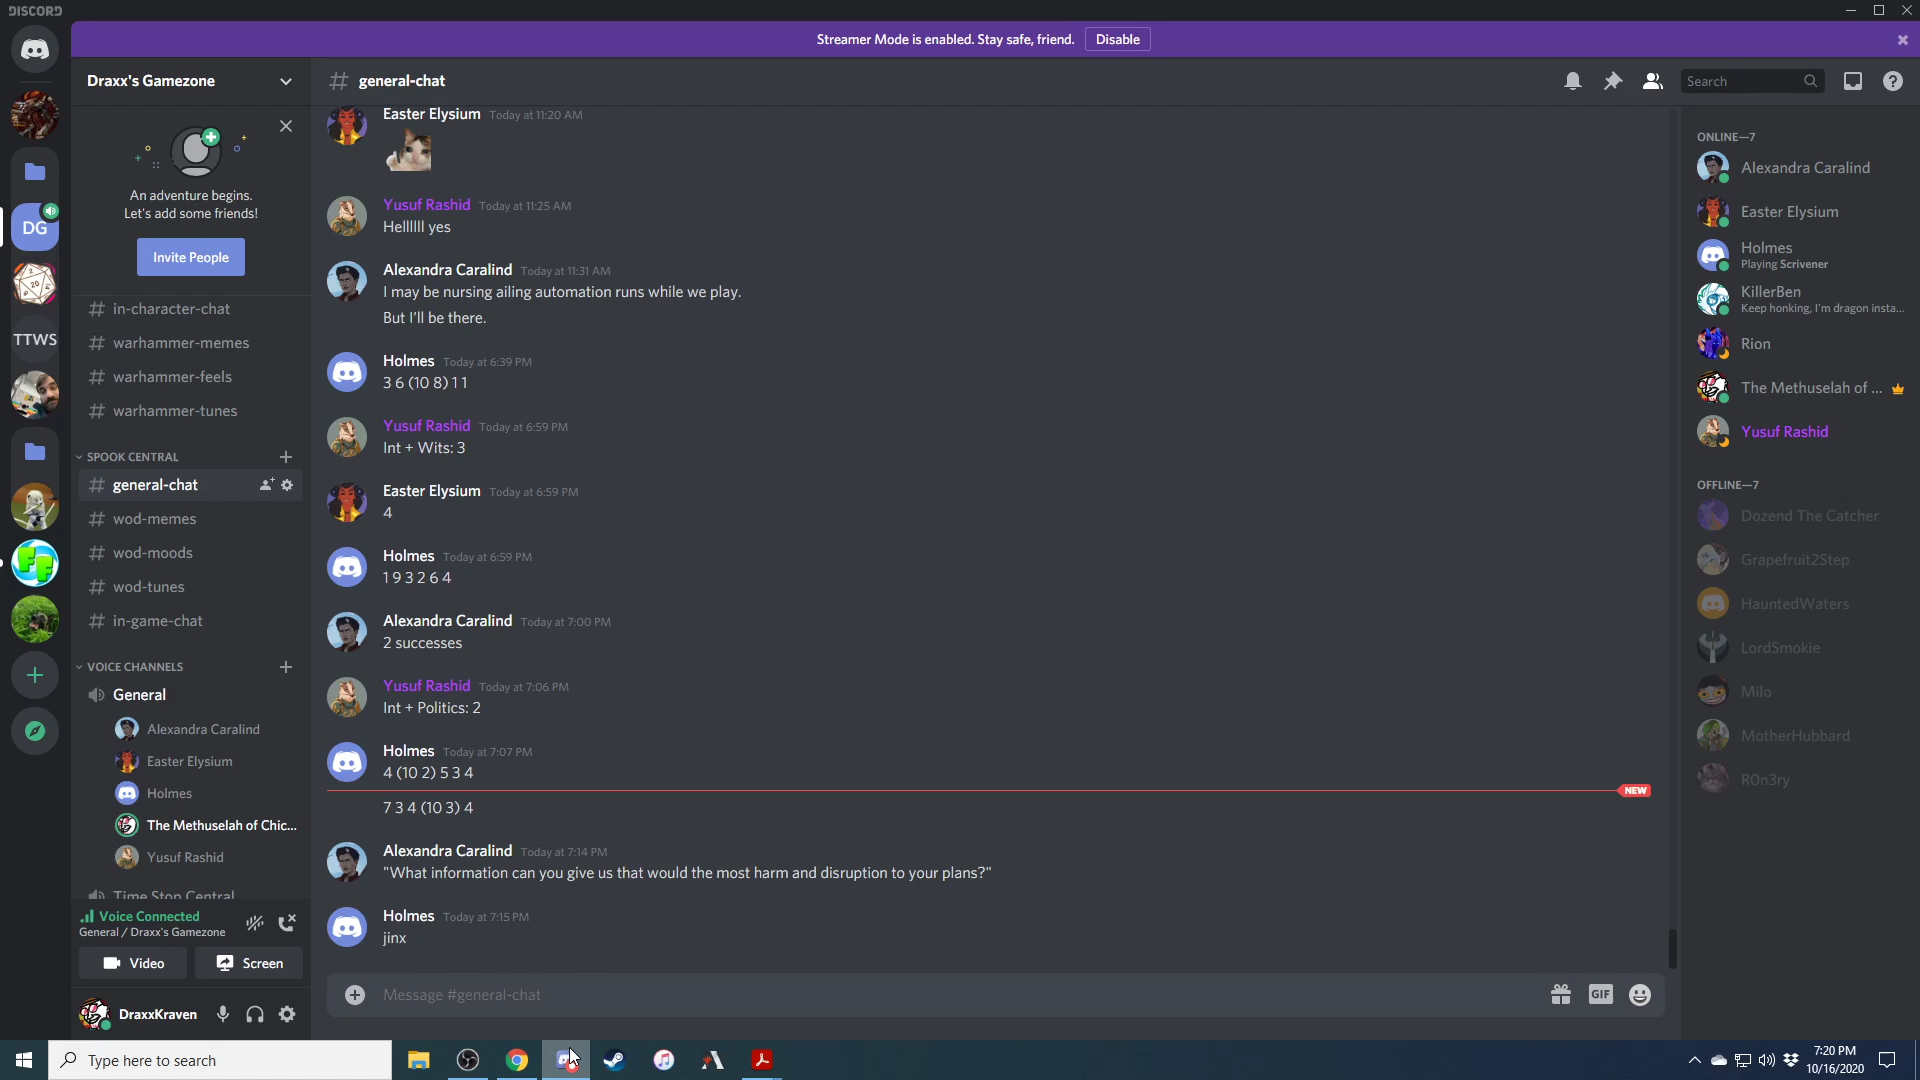 DISCORD
Streamer Mode is enabled. Stay safe, friend.
Disable
Draxx's Gamezone
general-chat
Search
An adventure begins.
Let's add some friends!
Invite People
in-character-chat
warhammer-memes
warhammer-feels
warhammer-tunes
SPOOK CENTRAL
general-chat
wod-memes
wod-moods
wod-tunes
in-game-chat
VOICE CHANNELS
General
Alexandra Caralind
Easter Elysium
Holmes
The Methuselah of Chic...
Yusuf Rashid
Time Stop Central
Voice Connected
General / Draxx's Gamezone
Video
Screen
DraxxKraven
DG
20
TTWS
FF
Easter Elysium Today at 11:20 AM
Yusuf Rashid Today at 11:25 AM
Hellllll yes
Alexandra Caralind Today at 11:31 AM
I may be nursing ailing automation runs while we play.
But I'll be there.
Holmes Today at 6:39 PM
3 6 (10 8) 1 1
Yusuf Rashid Today at 6:59 PM
Int + Wits: 3
Easter Elysium Today at 6:59 PM
4
Holmes Today at 6:59 PM
1 9 3 2 6 4
Alexandra Caralind Today at 7:00 PM
2 successes
Yusuf Rashid Today at 7:06 PM
Int + Politics: 2
Holmes Today at 7:07 PM
4 (10 2) 5 3 4
NEW
7 3 4 (10 3) 4
Alexandra Caralind Today at 7:14 PM
"What information can you give us that would the most harm and disruption to your plans?"
Holmes Today at 7:15 PM
jinx
Message #general-chat
GIF
ONLINE—7
Alexandra Caralind
Easter Elysium
Holmes
Playing Scrivener
KillerBen
Keep honking, I'm dragon insta...
Rion
The Methuselah of ...
Yusuf Rashid
OFFLINE—7
Dozend The Catcher
Grapefruit2Step
HauntedWaters
LordSmokie
Milo
MotherHubbard
R0n3ry
Type here to search
7:20 PM
10/16/2020